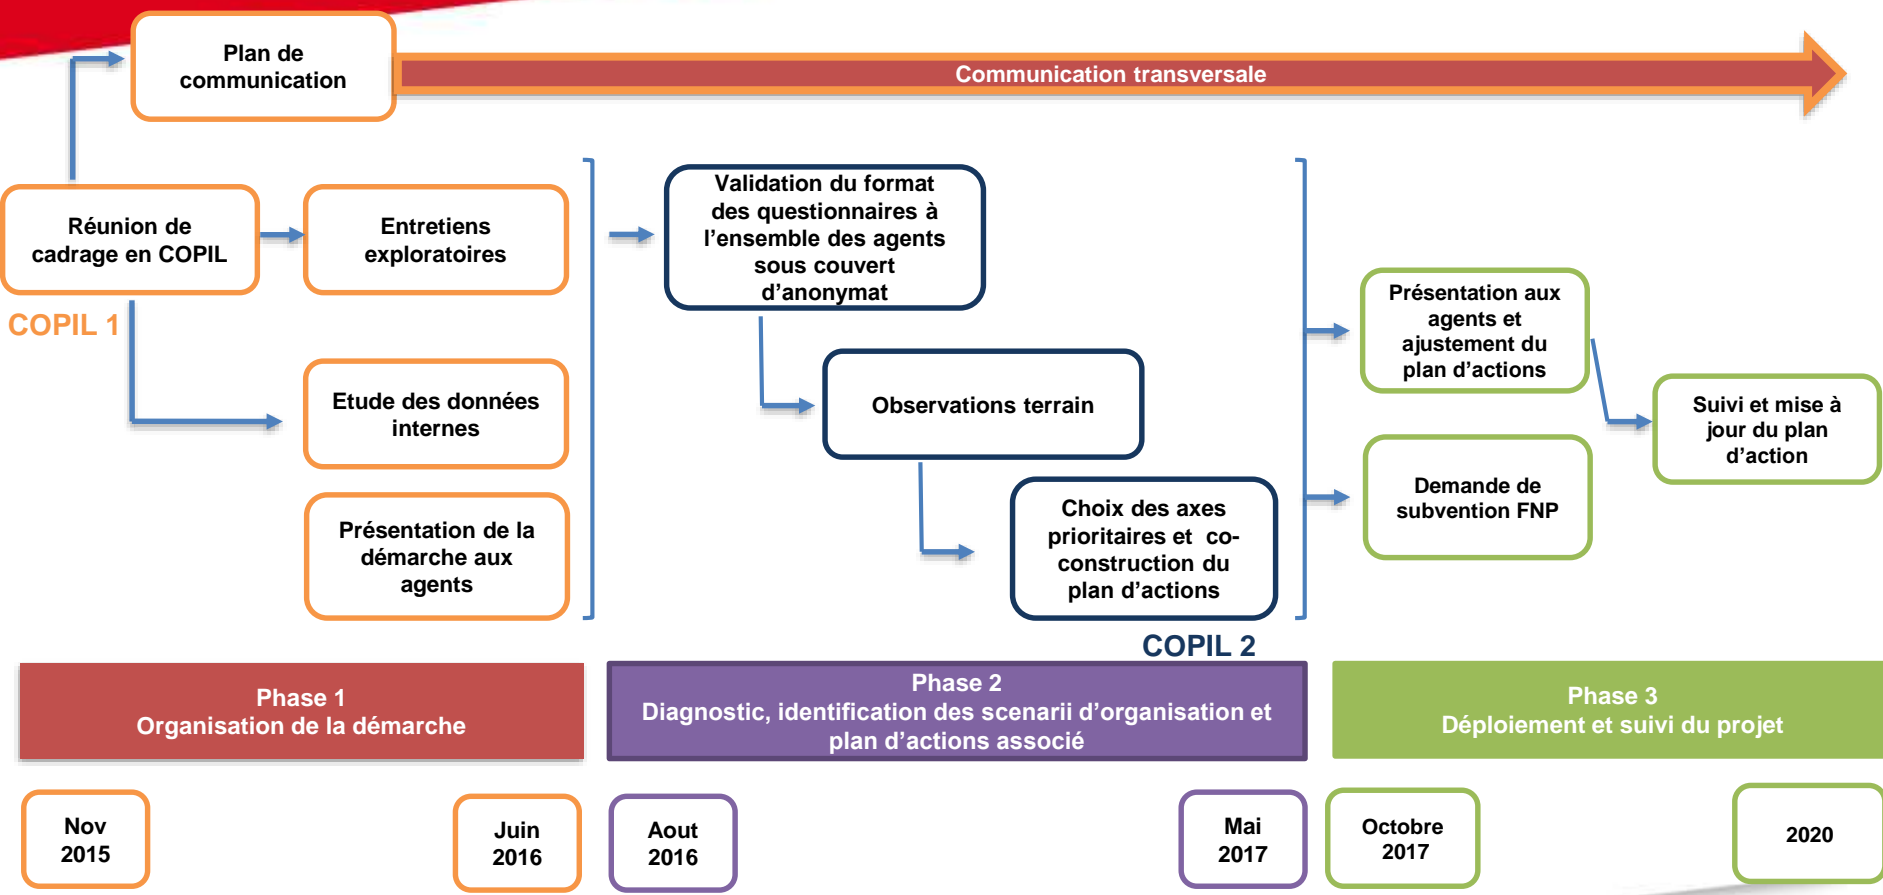 Plan de
communication
Communication transversale
Réunion de
cadrage en COPIL
COPIL 1
Entretiens
exploratoires
Etude des données
internes
Présentation de la
démarche aux
agents
Validation du format
des questionnaires à
l’ensemble des agents
sous couvert
d’anonymat
Observations terrain
Choix des axes
prioritaires et co-
construction du
plan d’actions
COPIL 2
Présentation aux
agents et
ajustement du
plan d’actions
Demande de
subvention FNP
Suivi et mise à
jour du plan
d’action
Phase 1
Organisation de la démarche
Phase 2
Diagnostic, identification des scenarii d’organisation et
plan d’actions associé
Phase 3
Déploiement et suivi du projet
Nov
2015
Juin
2016
Aout
2016
Mai
2017
Octobre
2017
2020